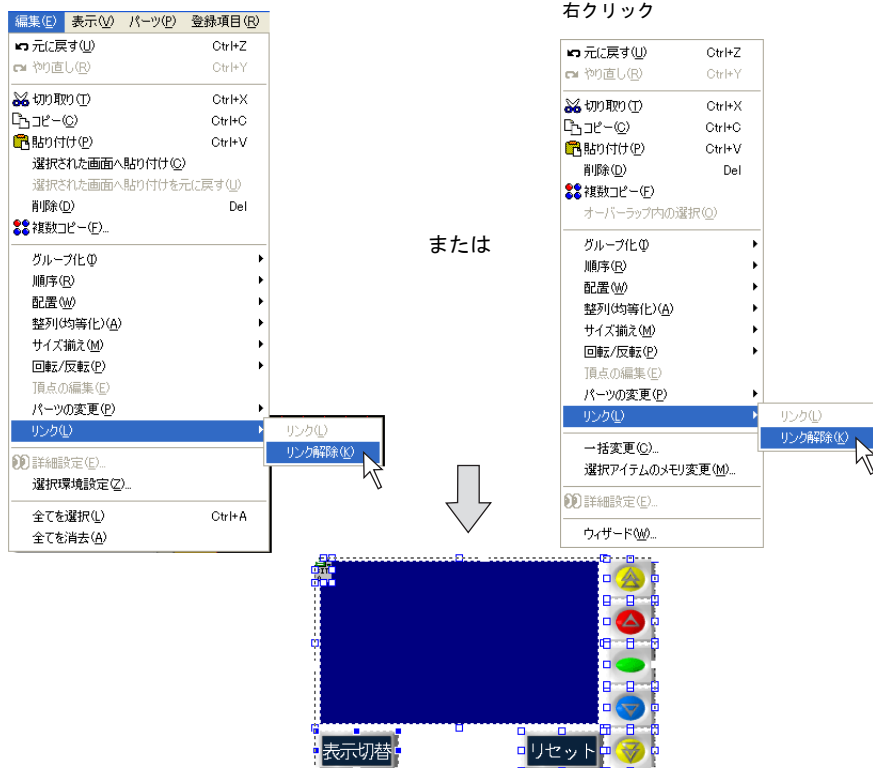 編集(E) 表示(V) パーツ(P) 登録項目(R)
元に戻す(U) Ctrl+Z
やり直し(R) Ctrl+Y
切り取り(T) Ctrl+X
コピー(C) Ctrl+C
貼り付け(P) Ctrl+V
選択された画面へ貼り付け(C)
選択された画面へ貼り付けを元に戻す(U)
削除(D) Del
複数コピー(F)...
グループ化(I)
順序(R)
配置(W)
整列(均等化)(A)
サイズ揃え(M)
回転/反転(P)
頂点の編集(E)
パーツの変更(P)
リンク(L)
リンク(L)
リンク解除(K)
詳細設定(E)...
選択環境設定(Z)...
全てを選択(L) Ctrl+A
全てを消去(A)
または
右クリック
元に戻す(U) Ctrl+Z
やり直し(R) Ctrl+Y
切り取り(T) Ctrl+X
コピー(C) Ctrl+C
貼り付け(P) Ctrl+V
削除(D) Del
複数コピー(F)
オーバーラップ内の選択(O)
グループ化(I)
順序(R)
配置(W)
整列(均等化)(A)
サイズ揃え(M)
回転/反転(P)
頂点の編集(E)
パーツの変更(P)
リンク(L)
リンク(L)
リンク解除(K)
一括変更(C)...
選択アイテムのメモリ変更(M)...
詳細設定(E)...
ウィザード(W)...
表示切替
リセット